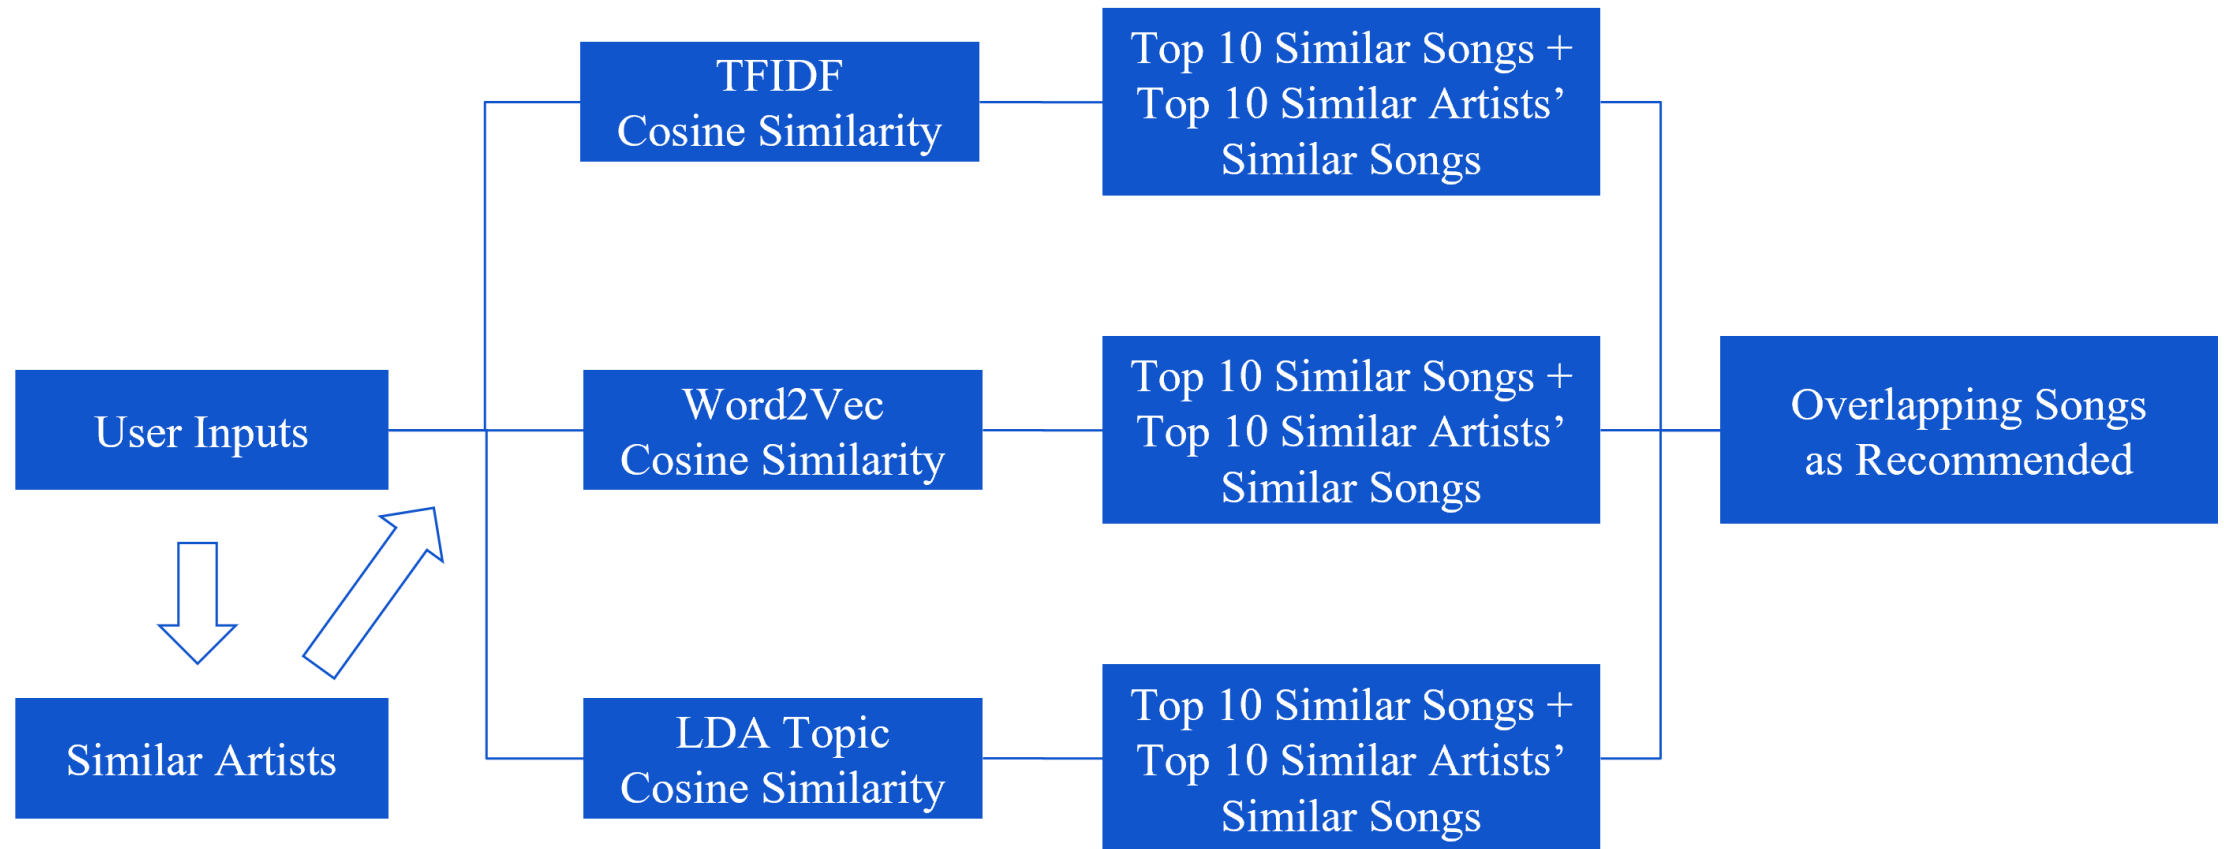 User Inputs
Similar Artists
TFIDF
Cosine Similarity
Word2Vec
Cosine Similarity
LDA Topic
Cosine Similarity
Top 10 Similar Songs +
Top 10 Similar Artists’
Similar Songs
Top 10 Similar Songs +
Top 10 Similar Artists’
Similar Songs
Top 10 Similar Songs +
Top 10 Similar Artists’
Similar Songs
Overlapping Songs
as Recommended